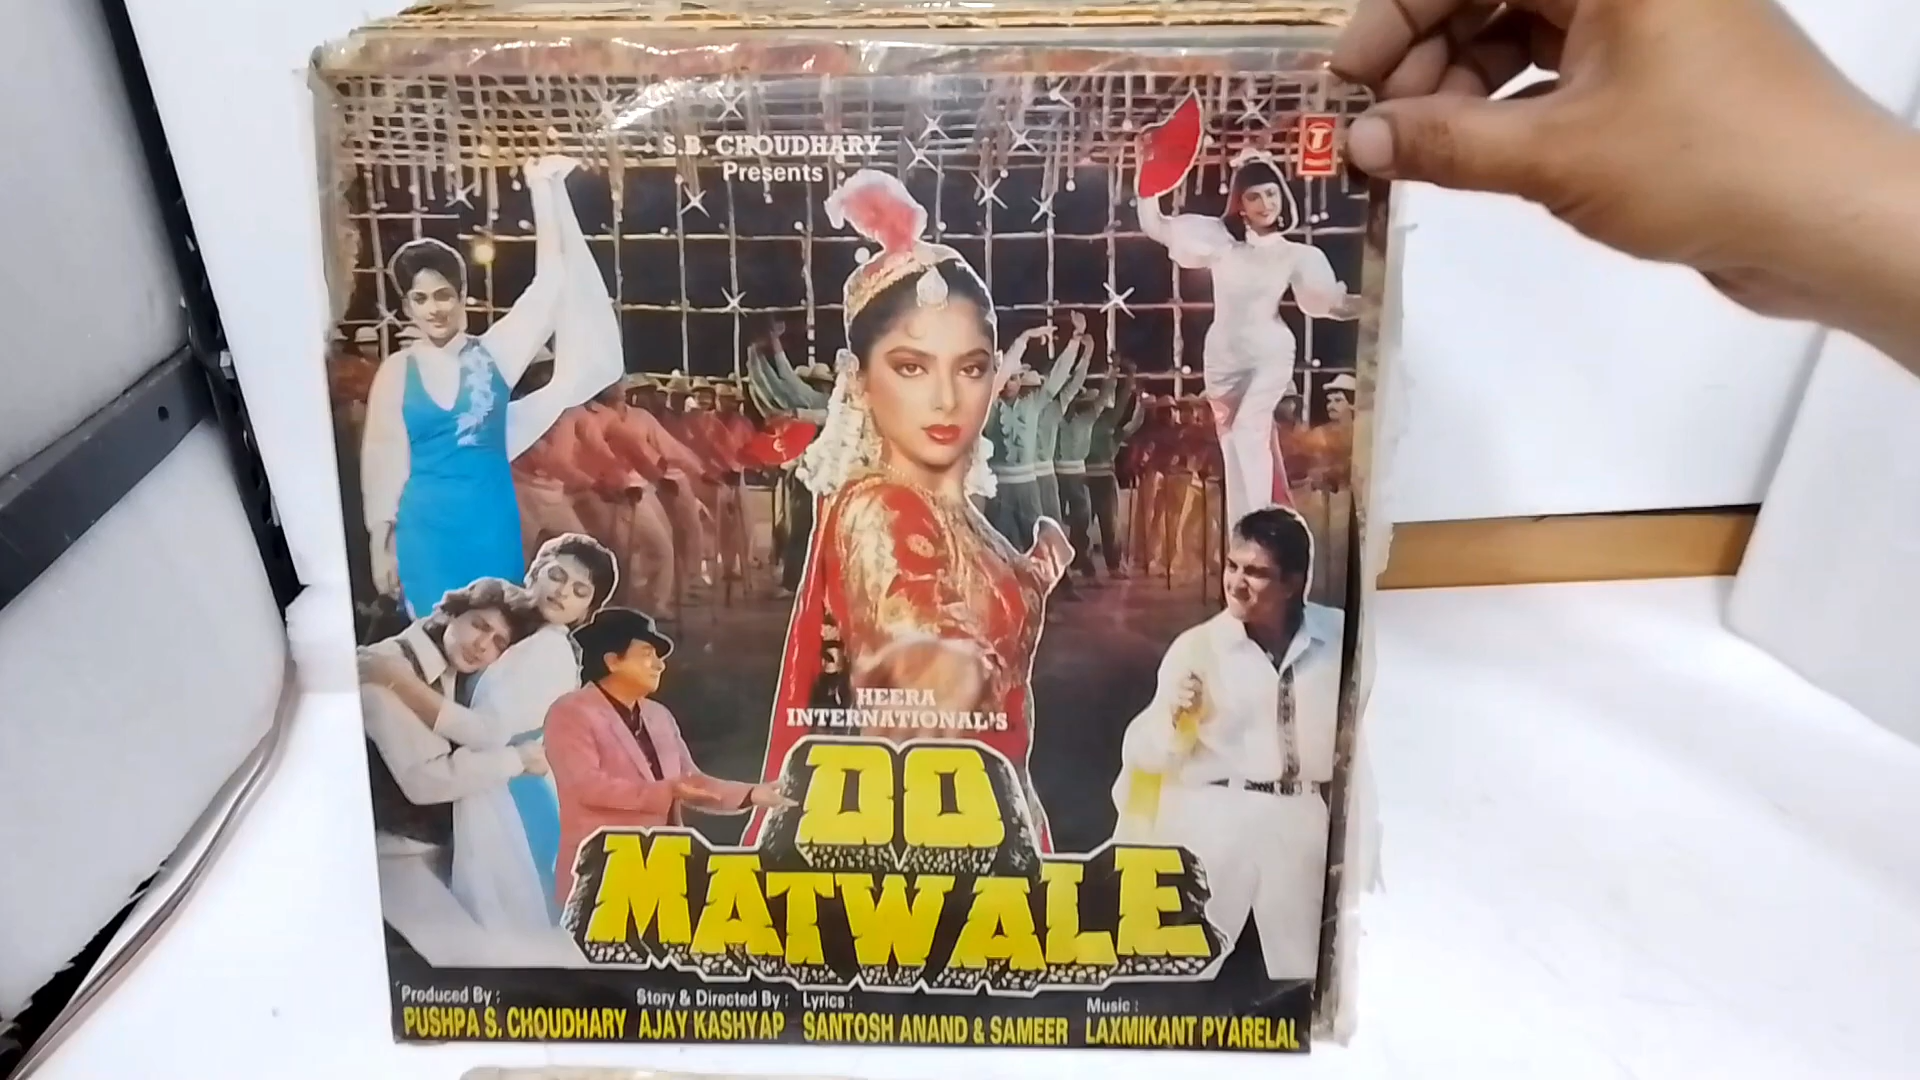 S.B. CHOUDHARY
Presents
T
HEERA
INTERNATIONAL'S
DO
MATWALE
Produced By :
PUSHPA S. CHOUDHARY
Story & Directed By :
AJAY KASHYAP
Lyrics :
SANTOSH ANAND & SAMEER
Music :
LAXMIKANT PYARELAL